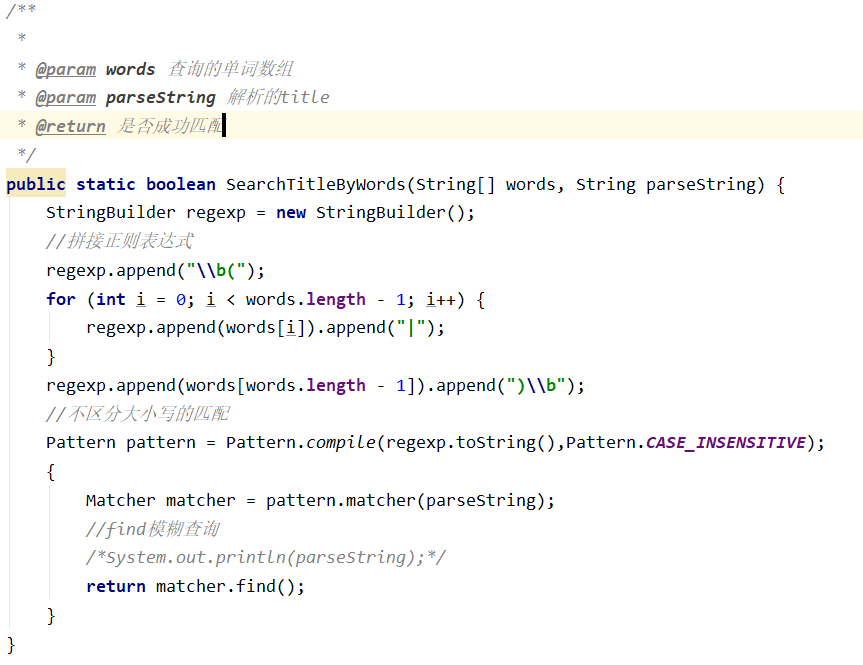 /**
 *
 * @param words 查询的单词数组
 * @param parseString 解析的title
 * @return 是否成功匹配
 */
public static boolean SearchTitleByWords(String[] words, String parseString) {
    StringBuilder regexp = new StringBuilder();
    //拼接正则表达式
    regexp.append("\\b(");
    for (int i = 0; i < words.length - 1; i++) {
        regexp.append(words[i]).append("|");
    }
    regexp.append(words[words.length - 1]).append(")\\b");
    //不区分大小写的匹配
    Pattern pattern = Pattern.compile(regexp.toString(),Pattern.CASE_INSENSITIVE);
    {
        Matcher matcher = pattern.matcher(parseString);
        //find模糊查询
        /*System.out.println(parseString);*/
        return matcher.find();
    }
}